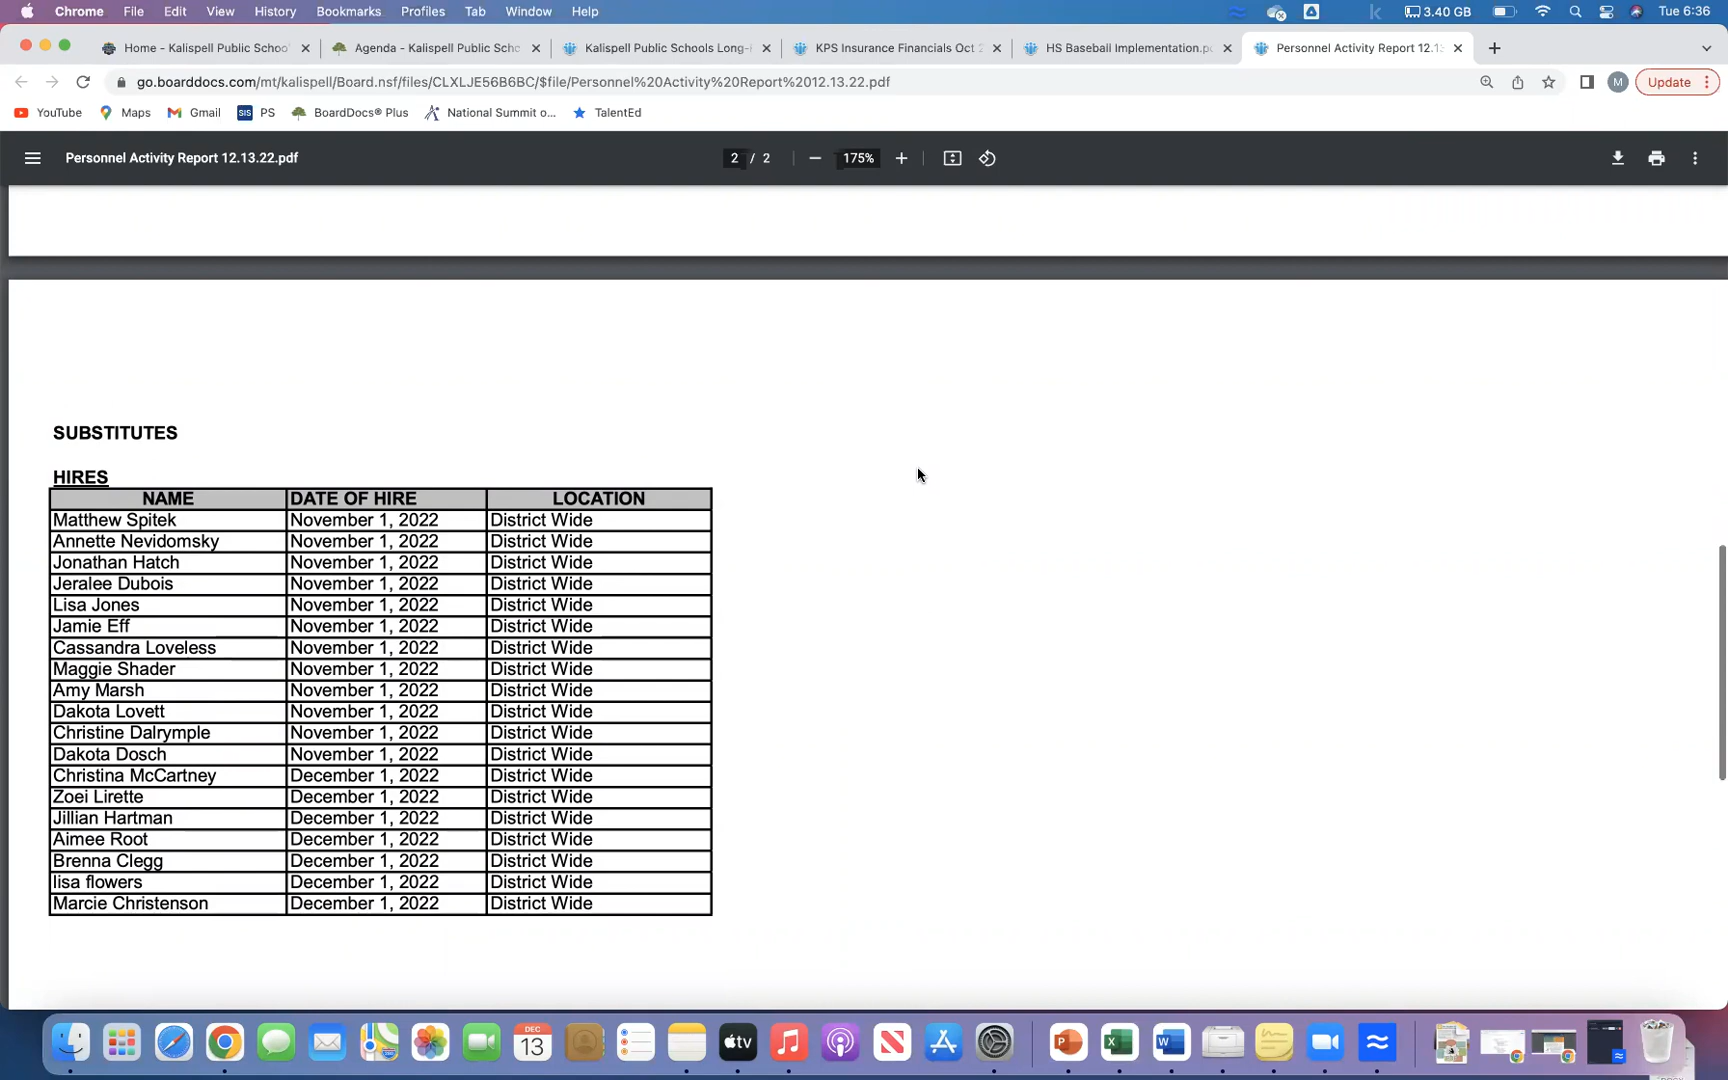 Chrome File Edit View History Bookmarks Profiles Tab Window Help 3.40 GB Tue 6:36
Home - Kalispell Public Schoo Agenda - Kalispell Public Scho Kalispell Public Schools Long- KPS Insurance Financials Oct 2 HS Baseball Implementation.p Personnel Activity Report 12.1
go.boarddocs.com/mt/kalispell/Board.nsf/files/CLXLJE56B6BC/$file/Personnel%20Activity%20Report%2012.13.22.pdf M Update
YouTube Maps Gmail SIS PS BoardDocs® Plus National Summit o... TalentEd
Personnel Activity Report 12.13.22.pdf 2 / 2 175%
SUBSTITUTES
HIRES
NAME DATE OF HIRE LOCATION
Matthew Spitek November 1, 2022 District Wide
Annette Nevidomsky November 1, 2022 District Wide
Jonathan Hatch November 1, 2022 District Wide
Jeralee Dubois November 1, 2022 District Wide
Lisa Jones November 1, 2022 District Wide
Jamie Eff November 1, 2022 District Wide
Cassandra Loveless November 1, 2022 District Wide
Maggie Shader November 1, 2022 District Wide
Amy Marsh November 1, 2022 District Wide
Dakota Lovett November 1, 2022 District Wide
Christine Dalrymple November 1, 2022 District Wide
Dakota Dosch November 1, 2022 District Wide
Christina McCartney December 1, 2022 District Wide
Zoei Lirette December 1, 2022 District Wide
Jillian Hartman December 1, 2022 District Wide
Aimee Root December 1, 2022 District Wide
Brenna Clegg December 1, 2022 District Wide
lisa flowers December 1, 2022 District Wide
Marcie Christenson December 1, 2022 District Wide
DEC
13 tv P X W